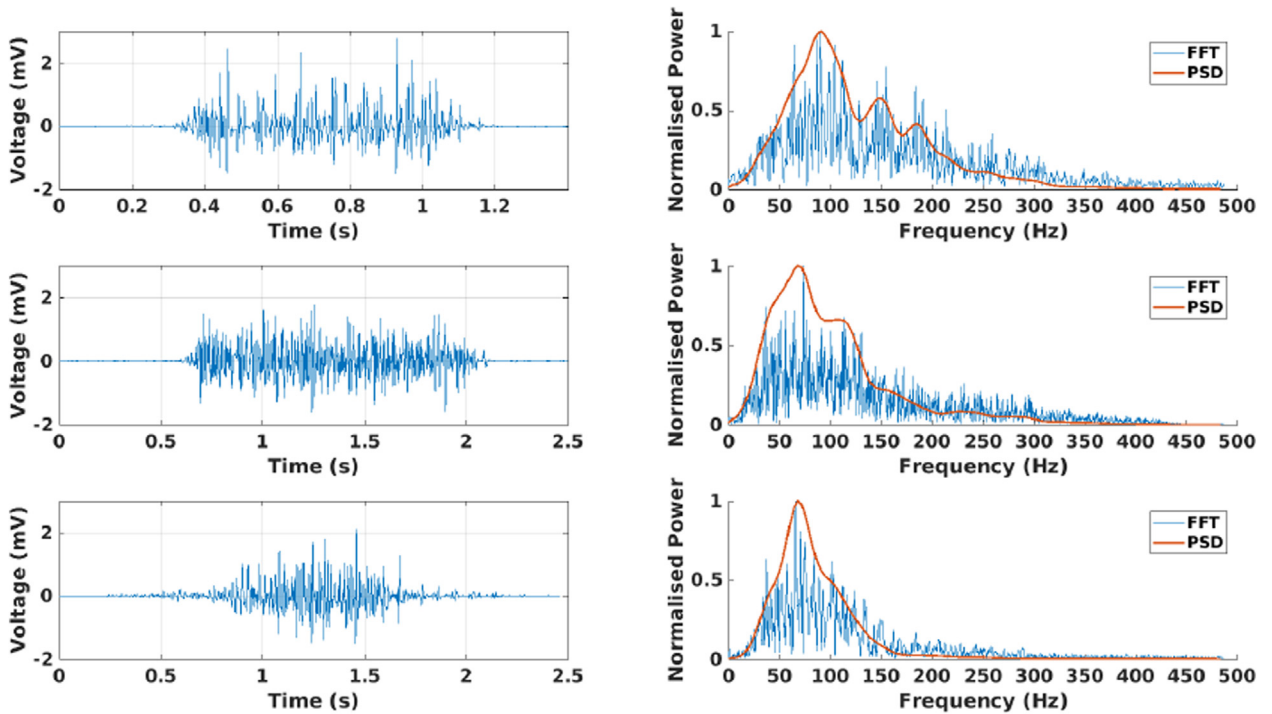 Voltage (mV)
2
0
-2
0 0.2 0.4 0.6 0.8 1 1.2
Time (s)
Normalised Power
1
0.5
0
0 50 100 150 200 250 300 350 400 450 500
Frequency (Hz)
FFT
PSD
Voltage (mV)
2
0
-2
0 0.5 1 1.5 2 2.5
Time (s)
Normalised Power
1
0.5
0
0 50 100 150 200 250 300 350 400 450 500
Frequency (Hz)
FFT
PSD
Voltage (mV)
2
0
-2
0 0.5 1 1.5 2 2.5
Time (s)
Normalised Power
1
0.5
0
0 50 100 150 200 250 300 350 400 450 500
Frequency (Hz)
FFT
PSD